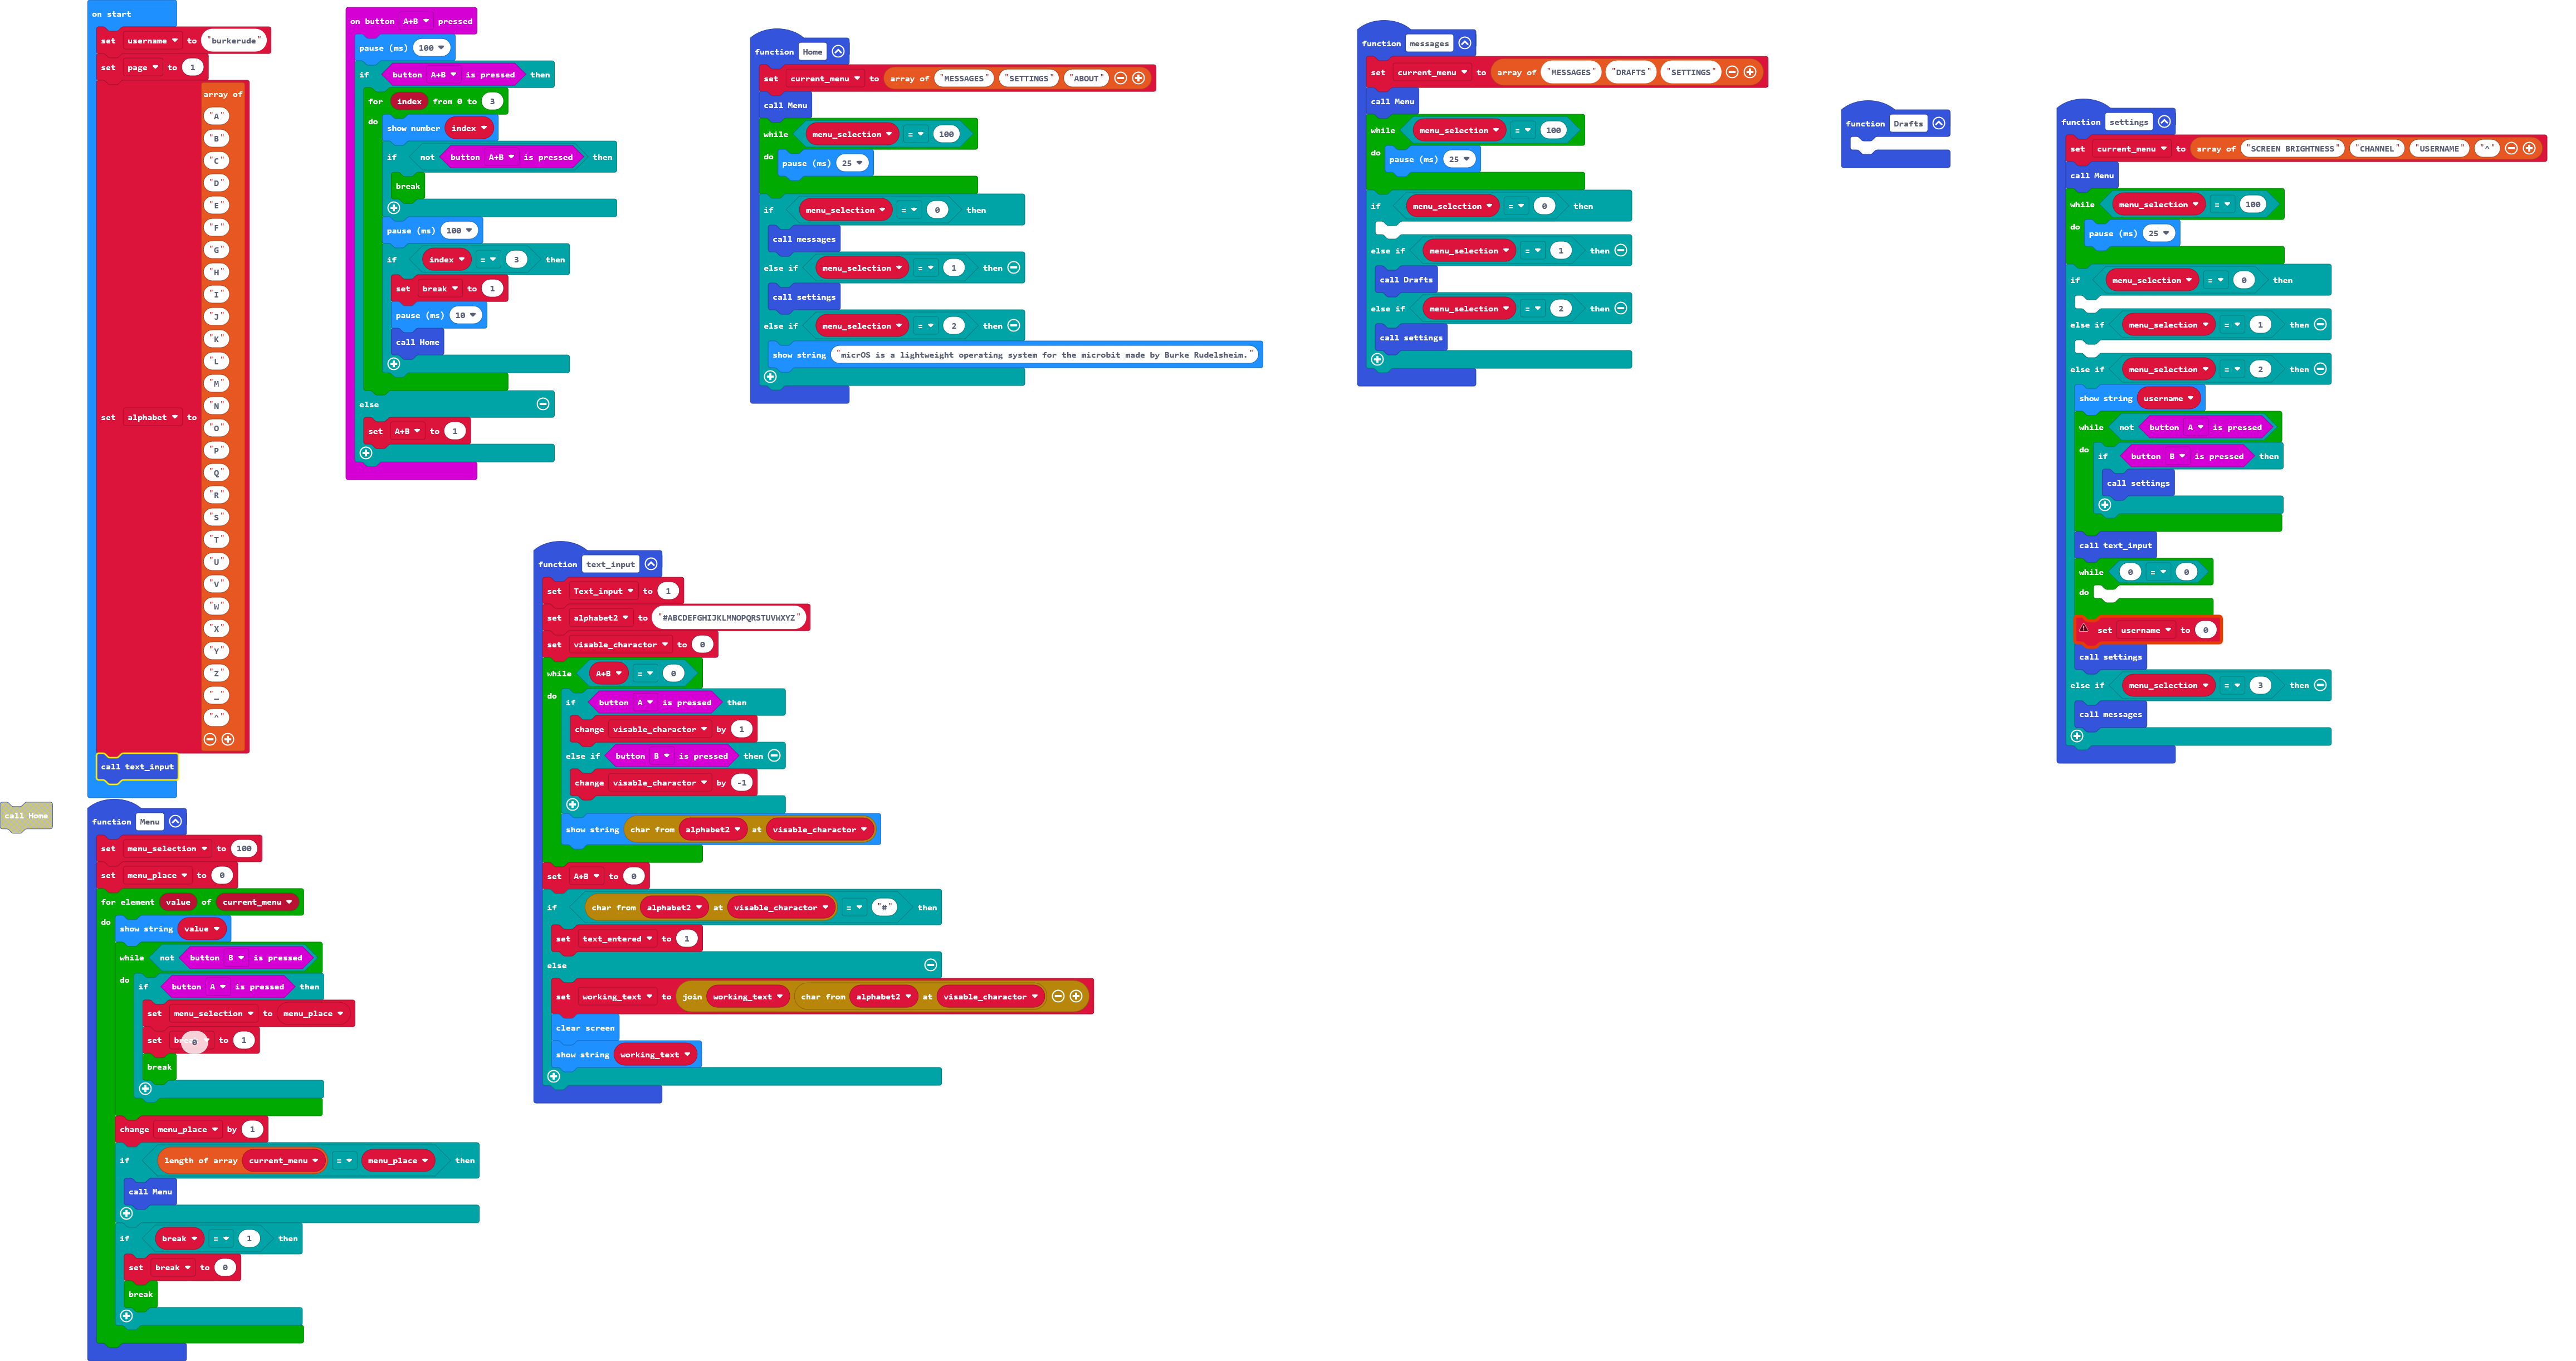 on start
set username to "burkerude"
set page to 1
set alphabet to array of
"A"
"B"
"C"
"D"
"E"
"F"
"G"
"H"
"I"
"J"
"K"
"L"
"M"
"N"
"O"
"P"
"Q"
"R"
"S"
"T"
"U"
"V"
"W"
"X"
"Y"
"Z"
"_"
"^"
call text_input
call Home
function Menu
set menu_selection to 100
set menu_place to 0
for element value of current_menu
do
show string value
while not button B is pressed
do
if button A is pressed then
set menu_selection to menu_place
set to 1
0
break
change menu_place by 1
if length of array current_menu = menu_place then
call Menu
if break = 1 then
set break to 0
break
on button A+B pressed
pause (ms) 100
if button A+B is pressed then
for index from 0 to 3
do
show number index
if not button A+B is pressed then
break
pause (ms) 100
if index = 3 then
set break to 1
pause (ms) 10
call Home
else
set A+B to 1
function text_input
set Text_input to 1
set alphabet2 to "#ABCDEFGHIJKLMNOPQRSTUVWXYZ"
set visable_charactor to 0
while A+B = 0
do
if button A is pressed then
change visable_charactor by 1
else if button B is pressed then
change visable_charactor by -1
show string char from alphabet2 at visable_charactor
set A+B to 0
if char from alphabet2 at visable_charactor = "#" then
set text_entered to 1
else
set working_text to join working_text char from alphabet2 at visable_charactor
clear screen
show string working_text
function Home
set current_menu to array of "MESSAGES" "SETTINGS" "ABOUT"
call Menu
while menu_selection = 100
do
pause (ms) 25
if menu_selection = 0 then
call messages
else if menu_selection = 1 then
call settings
else if menu_selection = 2 then
show string "micrOS is a lightweight operating system for the microbit made by Burke Rudelsheim."
function messages
set current_menu to array of "MESSAGES" "DRAFTS" "SETTINGS"
call Menu
while menu_selection = 100
do
pause (ms) 25
if menu_selection = 0 then
else if menu_selection = 1 then
call Drafts
else if menu_selection = 2 then
call settings
function Drafts
function settings
set current_menu to array of "SCREEN BRIGHTNESS" "CHANNEL" "USERNAME" "^"
call Menu
while menu_selection = 100
do
pause (ms) 25
if menu_selection = 0 then
else if menu_selection = 1 then
else if menu_selection = 2 then
show string username
while not button A is pressed
do
if button B is pressed then
call settings
call text_input
while 0 = 0
do
set username to 0
call settings
else if menu_selection = 3 then
call messages